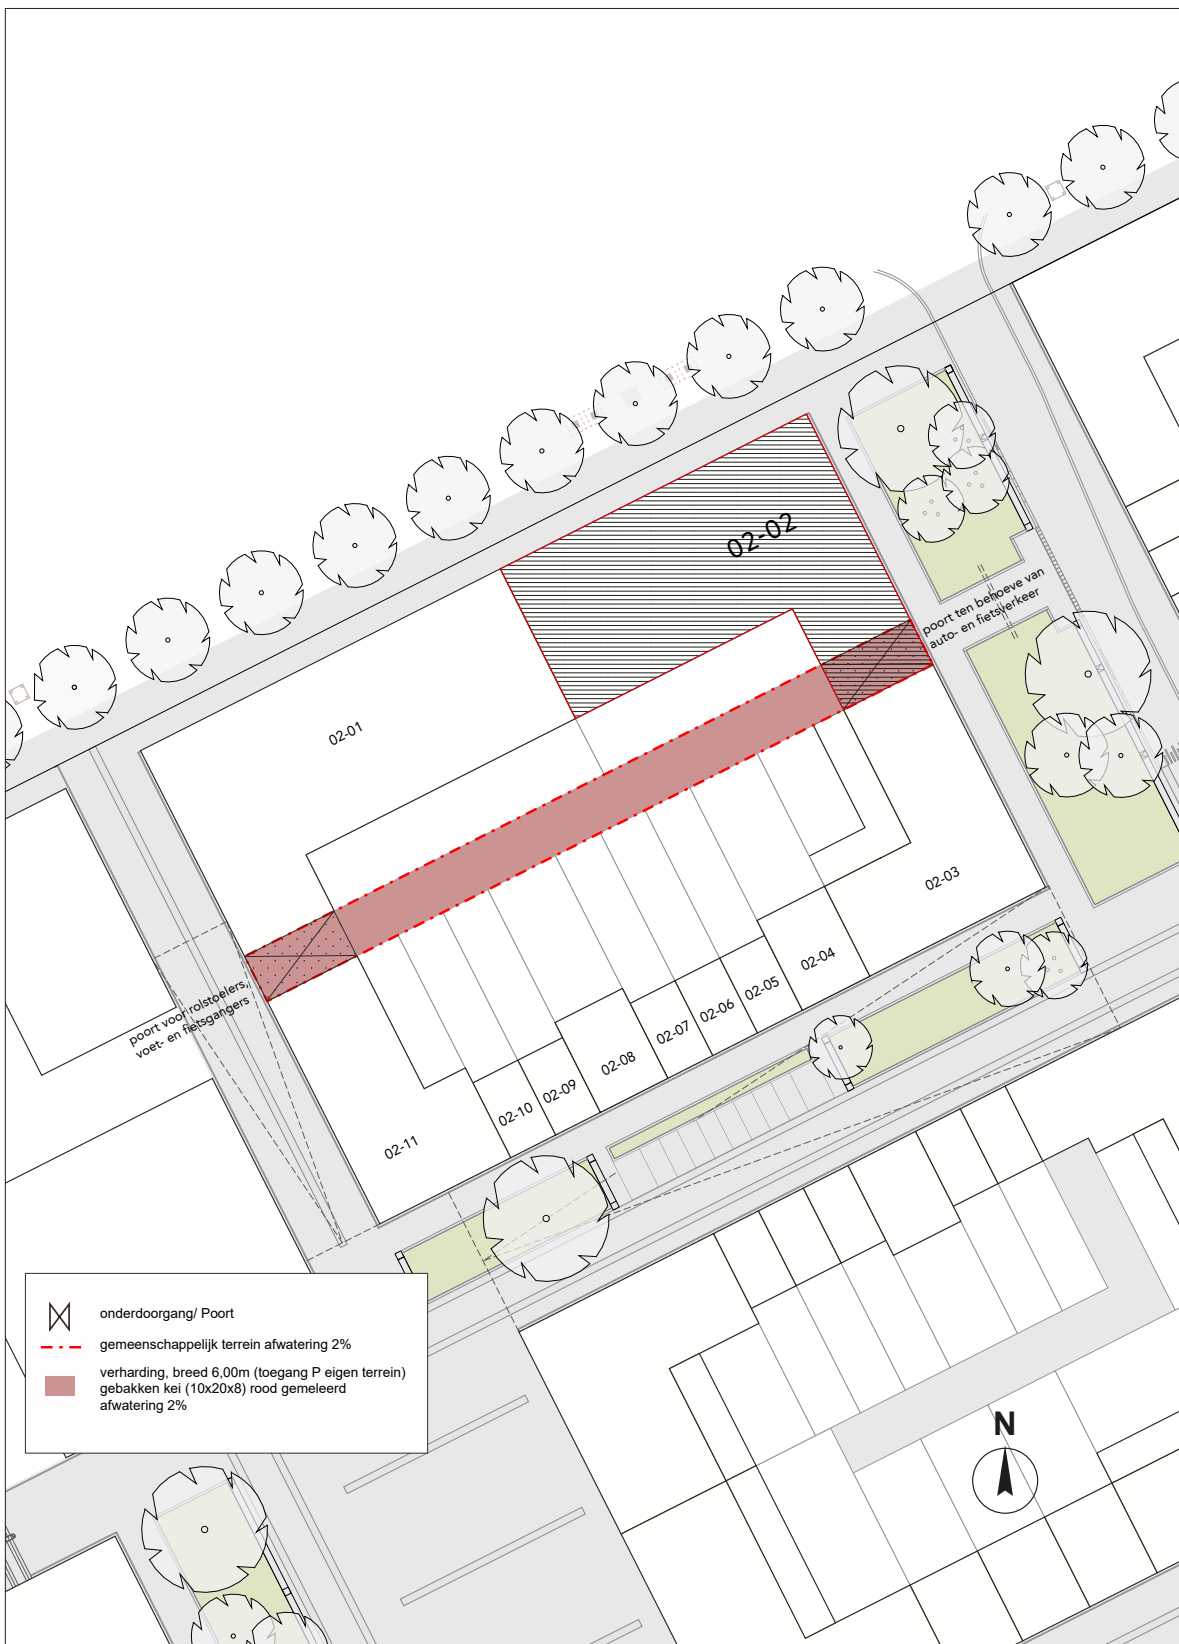 02-02
poort ten behoeve van
auto- en fietsverkeer
02-01
02-03
02-04
02-05
02-06
02-07
02-08
02-09
02-10
02-11
poort voor rolstoelers,
voet- en fietsgangers
onderdoorgang/ Poort
gemeenschappelijk terrein afwatering 2%
verharding, breed 6,00m (toegang P eigen terrein)
gebakken kei (10x20x8) rood gemeleerd
afwatering 2%
N